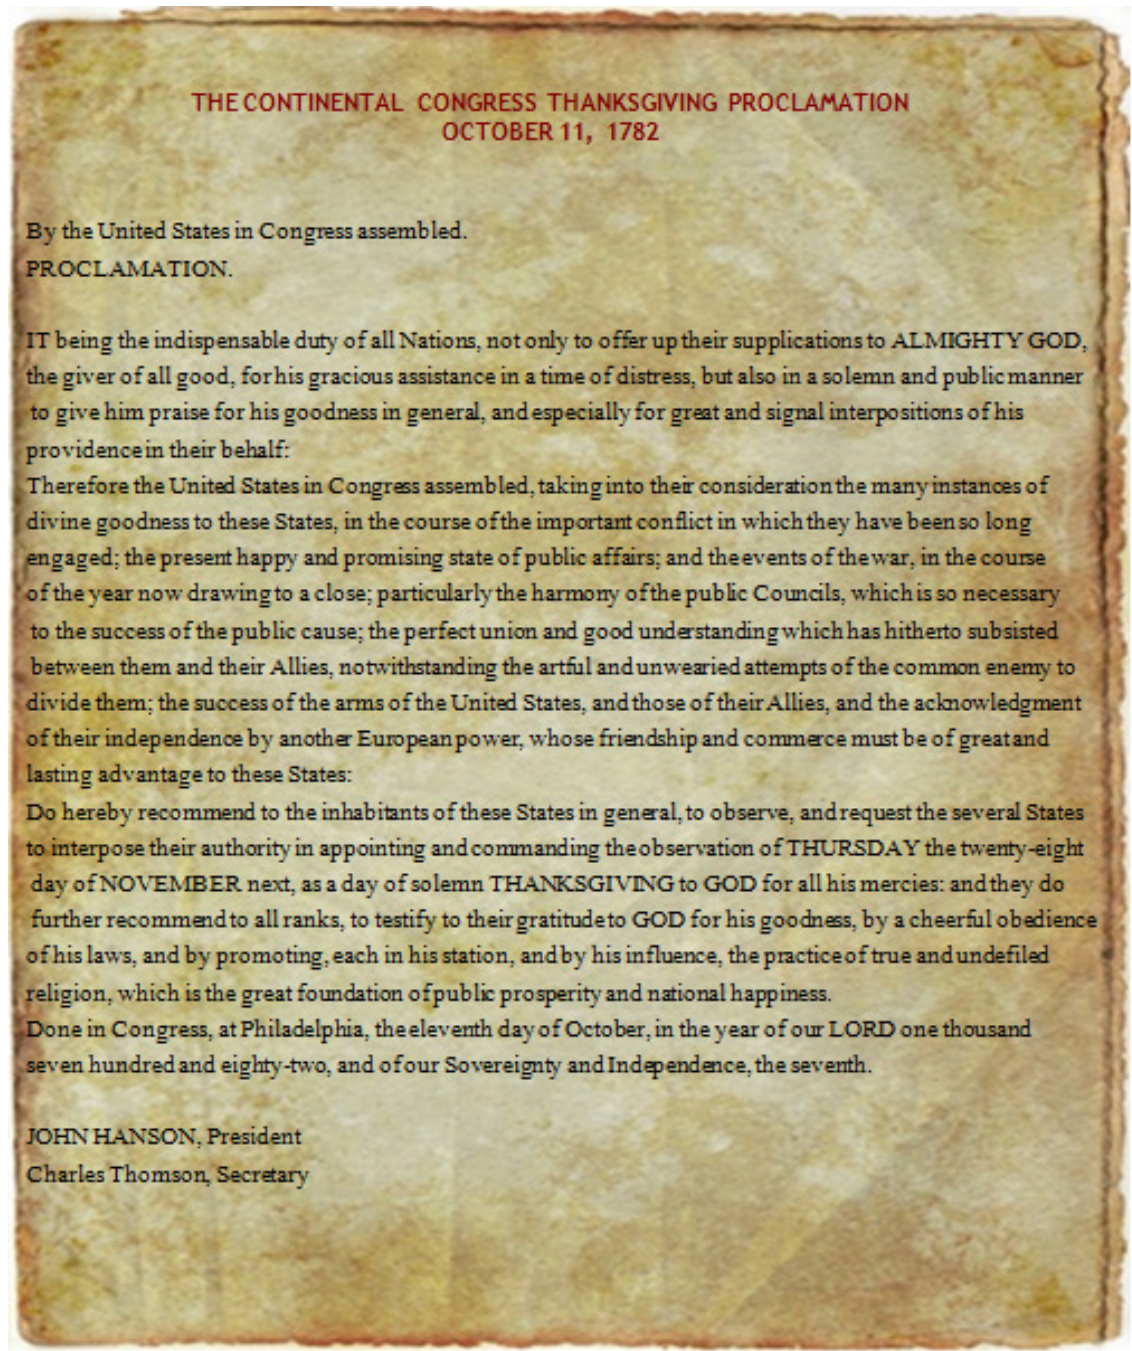 THE CONTINENTAL CONGRESS THANKSGIVING PROCLAMATION
OCTOBER 11, 1782
By the United States in Congress assembled.
PROCLAMATION.
IT being the indispensable duty of all Nations, not only to offer up their supplications to ALMIGHTY GOD,
the giver of all good, for his gracious assistance in a time of distress, but also in a solemn and public manner
to give him praise for his goodness in general, and especially for great and signal interpositions of his
providence in their behalf:
Therefore the United States in Congress assembled, taking into their consideration the many instances of
divine goodness to these States, in the course of the important conflict in which they have been so long
engaged; the present happy and promising state of public affairs; and the events of the war, in the course
of the year now drawing to a close; particularly the harmony of the public Councils, which is so necessary
to the success of the public cause; the perfect union and good understanding which has hitherto subsisted
between them and their Allies, notwithstanding the artful and unwearied attempts of the common enemy to
divide them; the success of the arms of the United States, and those of their Allies, and the acknowledgment
of their independence by another European power, whose friendship and commerce must be of great and
lasting advantage to these States:
Do hereby recommend to the inhabitants of these States in general, to observe, and request the several States
to interpose their authority in appointing and commanding the observation of THURSDAY the twenty-eight
day of NOVEMBER next, as a day of solemn THANKSGIVING to GOD for all his mercies: and they do
further recommend to all ranks, to testify to their gratitude to GOD for his goodness, by a cheerful obedience
of his laws, and by promoting, each in his station, and by his influence, the practice of true and undefiled
religion, which is the great foundation of public prosperity and national happiness.
Done in Congress, at Philadelphia, the eleventh day of October, in the year of our LORD one thousand
seven hundred and eighty-two, and of our Sovereignty and Independence, the seventh.
JOHN HANSON, President
Charles Thomson, Secretary